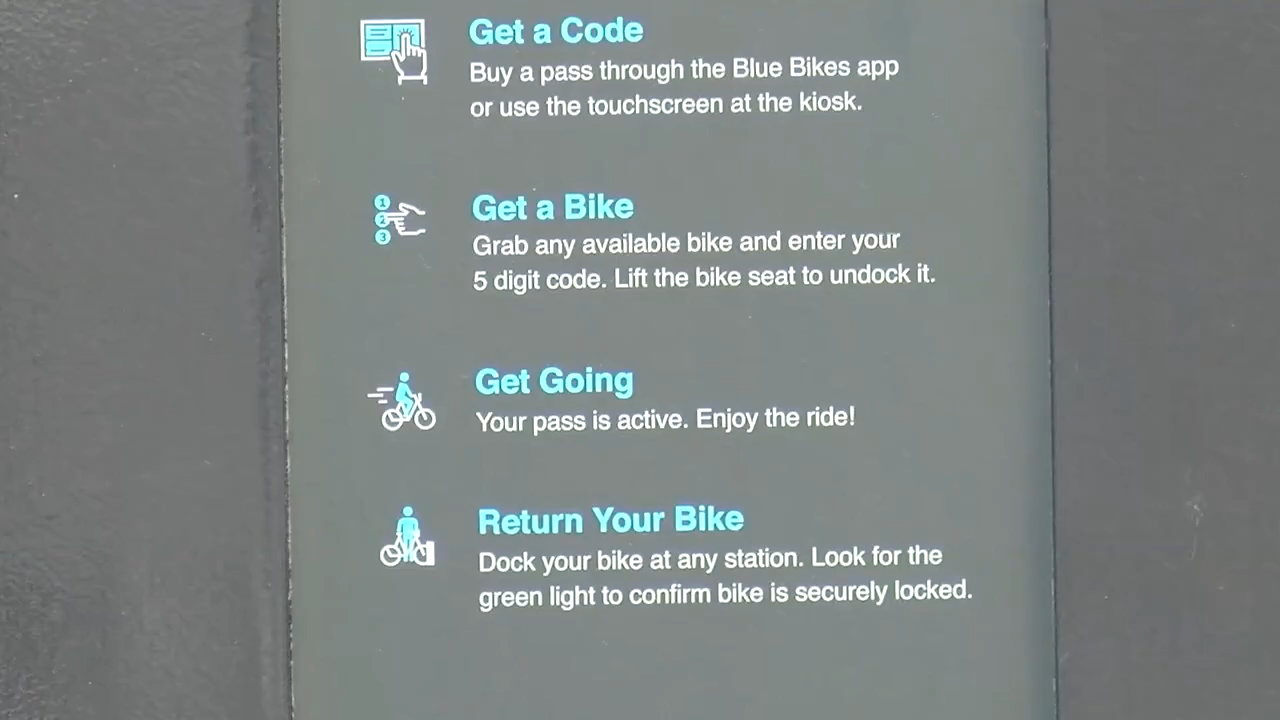 Get a Code
Buy a pass through the Blue Bikes app
or use the touchscreen at the kiosk.
1
2
3
Get a Bike
Grab any available bike and enter your
5 digit code. Lift the bike seat to undock it.
Get Going
Your pass is active. Enjoy the ride!
Return Your Bike
Dock your bike at any station. Look for the
green light to confirm bike is securely locked.